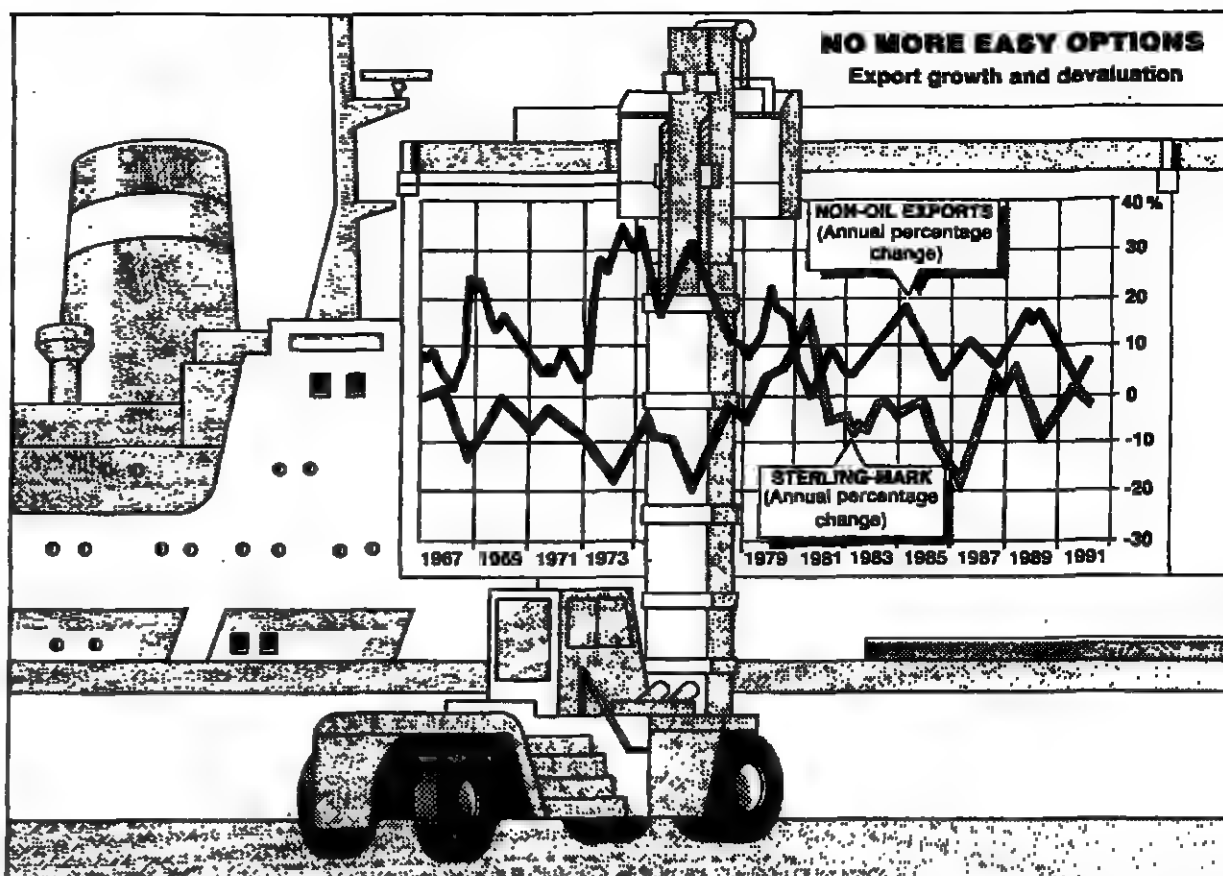 NO MORE EASY OPTIONS
Export growth and devaluation
40 %
NON-OIL EXPORTS
(Annual percentage
change)
30
20
10
0
-10
STERLING-MARK
(Annual percentage
change)
-20
-30
1967 1969 1971 1973 1979 1981 1983 1985 1987 1989 1991